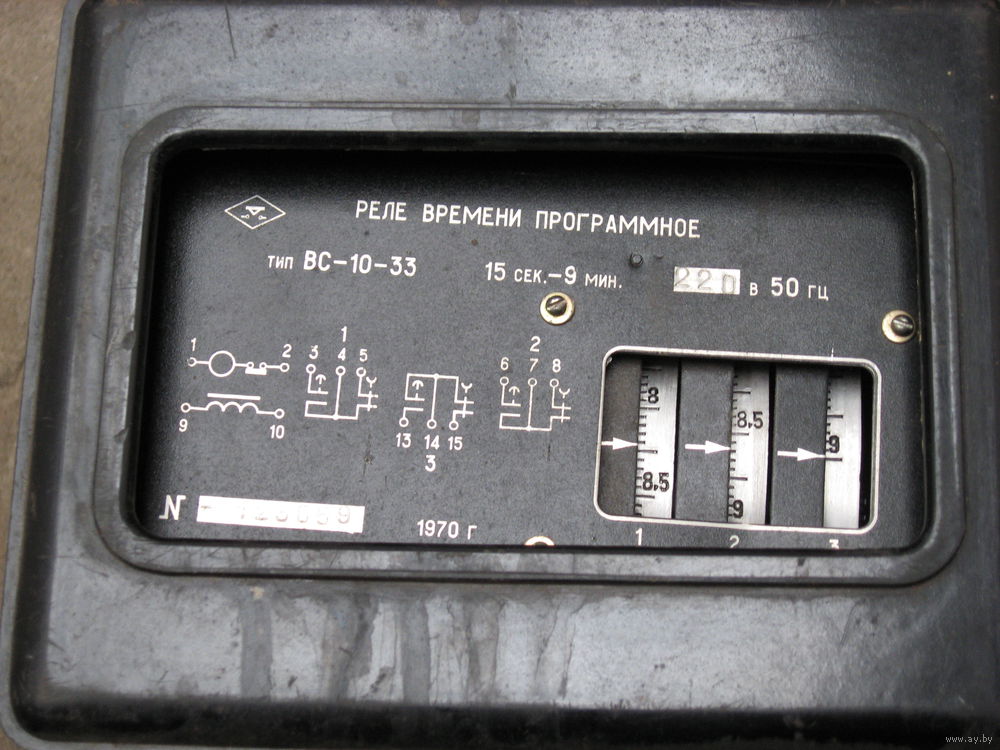 РЕЛЕ ВРЕМЕНИ ПРОГРАММНОЕ
ТИП ВС-10-33
15 СЕК.-9 МИН.
220 В 50 ГЦ
1
2
1
3 4 5
2
6 7 8
9
10
13 14 15
3
8
8,5
8,5
9
9
1 2 3
N
1970 Г
www.ay.by